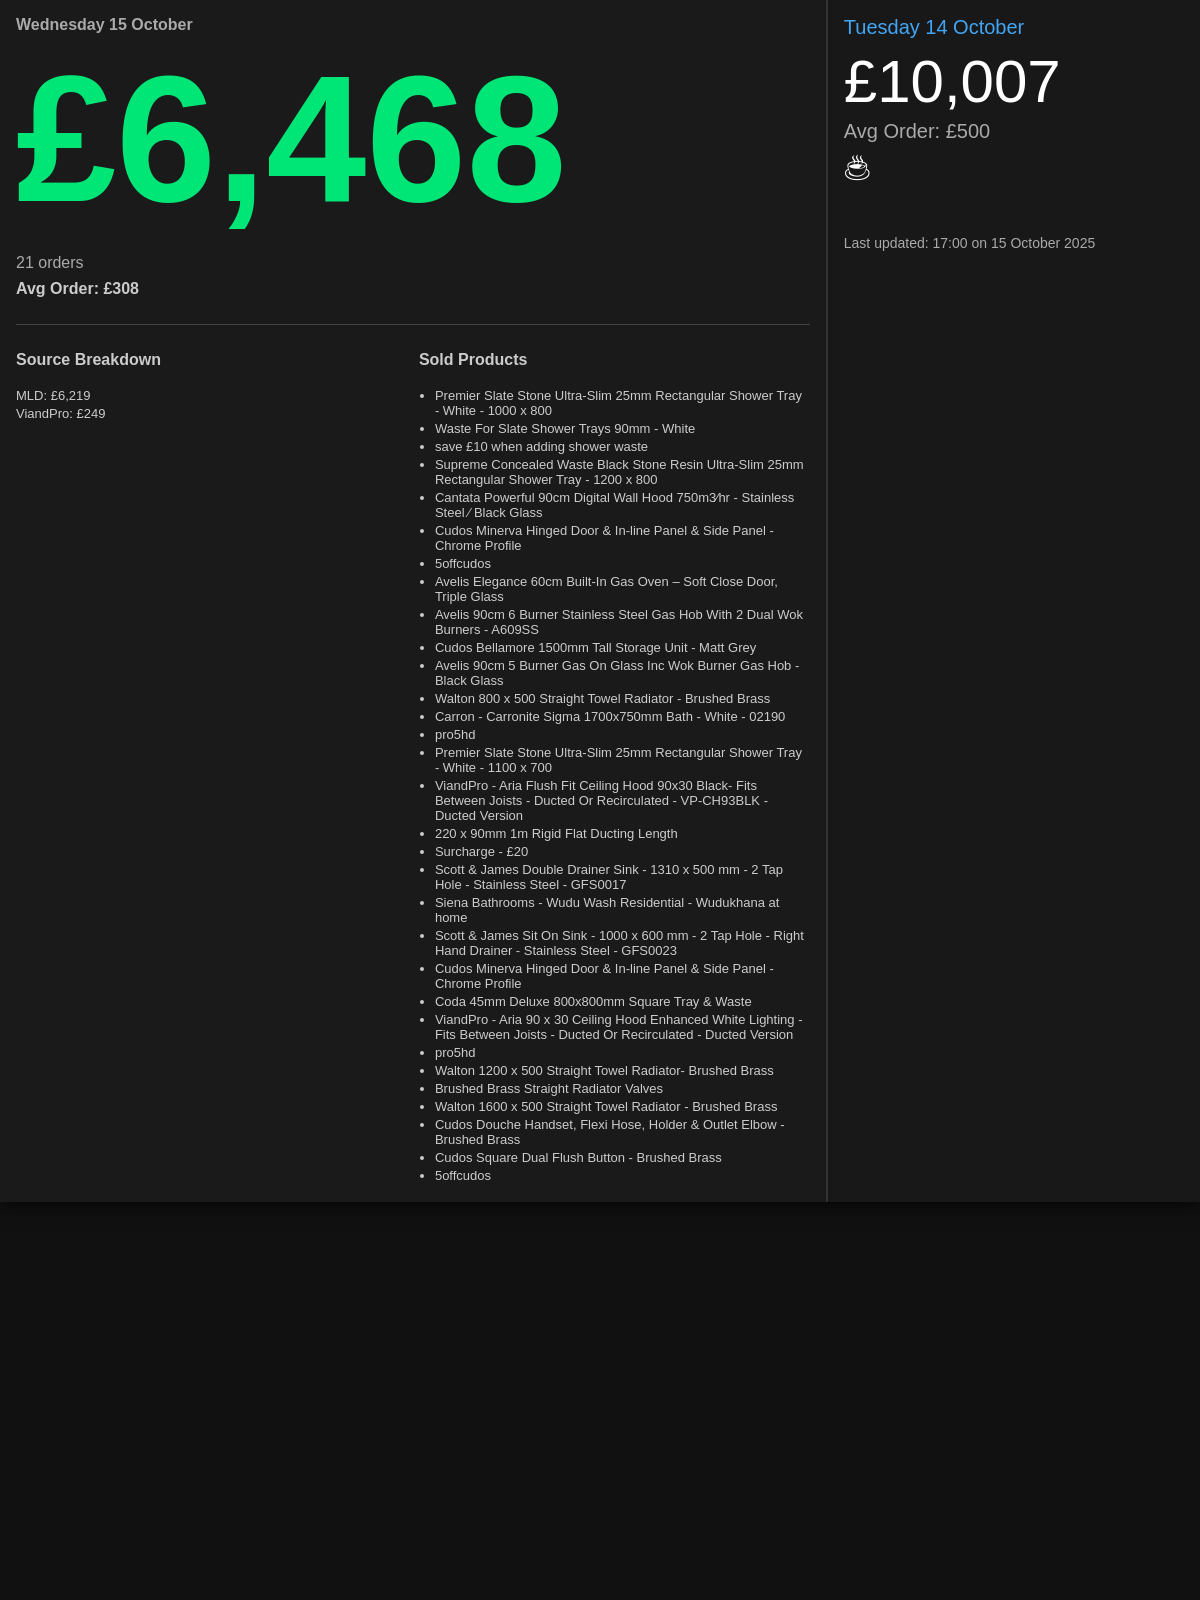 Wednesday 15 October
£6,468
21 orders
Avg Order: £308
Source Breakdown
MLD: £6,219
ViandPro: £249
Sold Products
• Premier Slate Stone Ultra-Slim 25mm Rectangular Shower Tray
- White - 1000 x 800
• Waste For Slate Shower Trays 90mm - White
• save £10 when adding shower waste
• Supreme Concealed Waste Black Stone Resin Ultra-Slim 25mm
Rectangular Shower Tray - 1200 x 800
• Cantata Powerful 90cm Digital Wall Hood 750m3⁄hr - Stainless
Steel ⁄ Black Glass
• Cudos Minerva Hinged Door & In-line Panel & Side Panel -
Chrome Profile
• 5offcudos
• Avelis Elegance 60cm Built-In Gas Oven – Soft Close Door,
Triple Glass
• Avelis 90cm 6 Burner Stainless Steel Gas Hob With 2 Dual Wok
Burners - A609SS
• Cudos Bellamore 1500mm Tall Storage Unit - Matt Grey
• Avelis 90cm 5 Burner Gas On Glass Inc Wok Burner Gas Hob -
Black Glass
• Walton 800 x 500 Straight Towel Radiator - Brushed Brass
• Carron - Carronite Sigma 1700x750mm Bath - White - 02190
• pro5hd
• Premier Slate Stone Ultra-Slim 25mm Rectangular Shower Tray
- White - 1100 x 700
• ViandPro - Aria Flush Fit Ceiling Hood 90x30 Black- Fits
Between Joists - Ducted Or Recirculated - VP-CH93BLK -
Ducted Version
• 220 x 90mm 1m Rigid Flat Ducting Length
• Surcharge - £20
• Scott & James Double Drainer Sink - 1310 x 500 mm - 2 Tap
Hole - Stainless Steel - GFS0017
• Siena Bathrooms - Wudu Wash Residential - Wudukhana at
home
• Scott & James Sit On Sink - 1000 x 600 mm - 2 Tap Hole - Right
Hand Drainer - Stainless Steel - GFS0023
• Cudos Minerva Hinged Door & In-line Panel & Side Panel -
Chrome Profile
• Coda 45mm Deluxe 800x800mm Square Tray & Waste
• ViandPro - Aria 90 x 30 Ceiling Hood Enhanced White Lighting -
Fits Between Joists - Ducted Or Recirculated - Ducted Version
• pro5hd
• Walton 1200 x 500 Straight Towel Radiator- Brushed Brass
• Brushed Brass Straight Radiator Valves
• Walton 1600 x 500 Straight Towel Radiator - Brushed Brass
• Cudos Douche Handset, Flexi Hose, Holder & Outlet Elbow -
Brushed Brass
• Cudos Square Dual Flush Button - Brushed Brass
• 5offcudos
Tuesday 14 October
£10,007
Avg Order: £500
Last updated: 17:00 on 15 October 2025